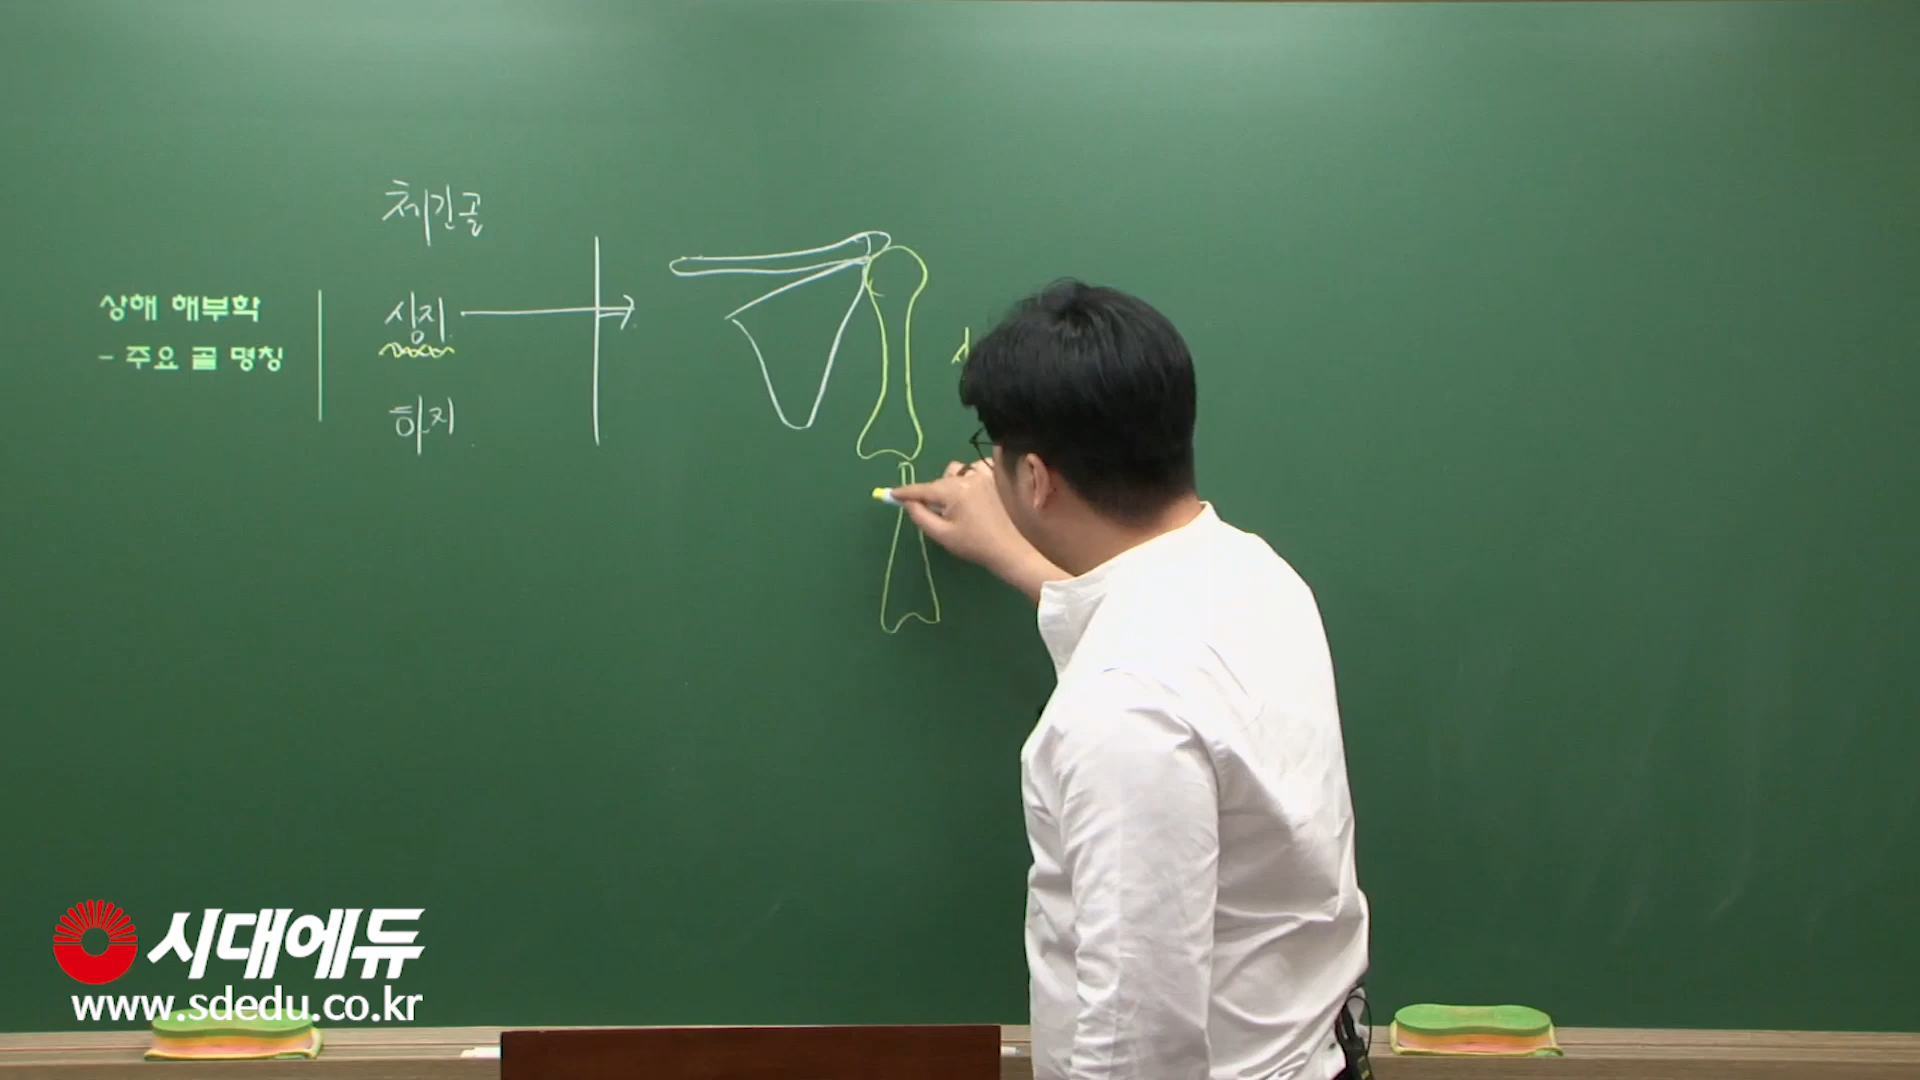 상해 해부학
- 주요 골 명칭
체간골
상지
하지
시대에듀
www.sdedu.co.kr